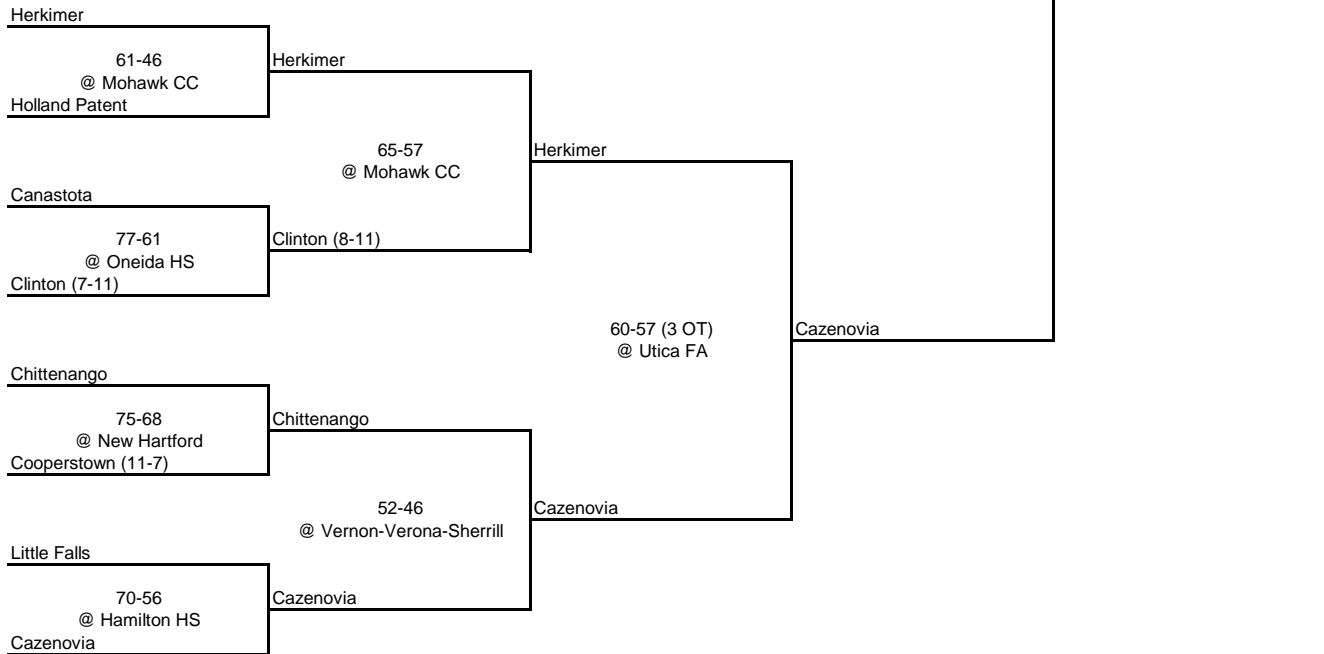 Herkimer
61-46
@ Mohawk CC
Holland Patent
Herkimer
65-57
@ Mohawk CC
Herkimer
Canastota
77-61
@ Oneida HS
Clinton (7-11)
Clinton (8-11)
60-57 (3 OT)
@ Utica FA
Cazenovia
Chittenango
75-68
@ New Hartford
Cooperstown (11-7)
Chittenango
52-46
@ Vernon-Verona-Sherrill
Cazenovia
Little Falls
70-56
@ Hamilton HS
Cazenovia
Cazenovia